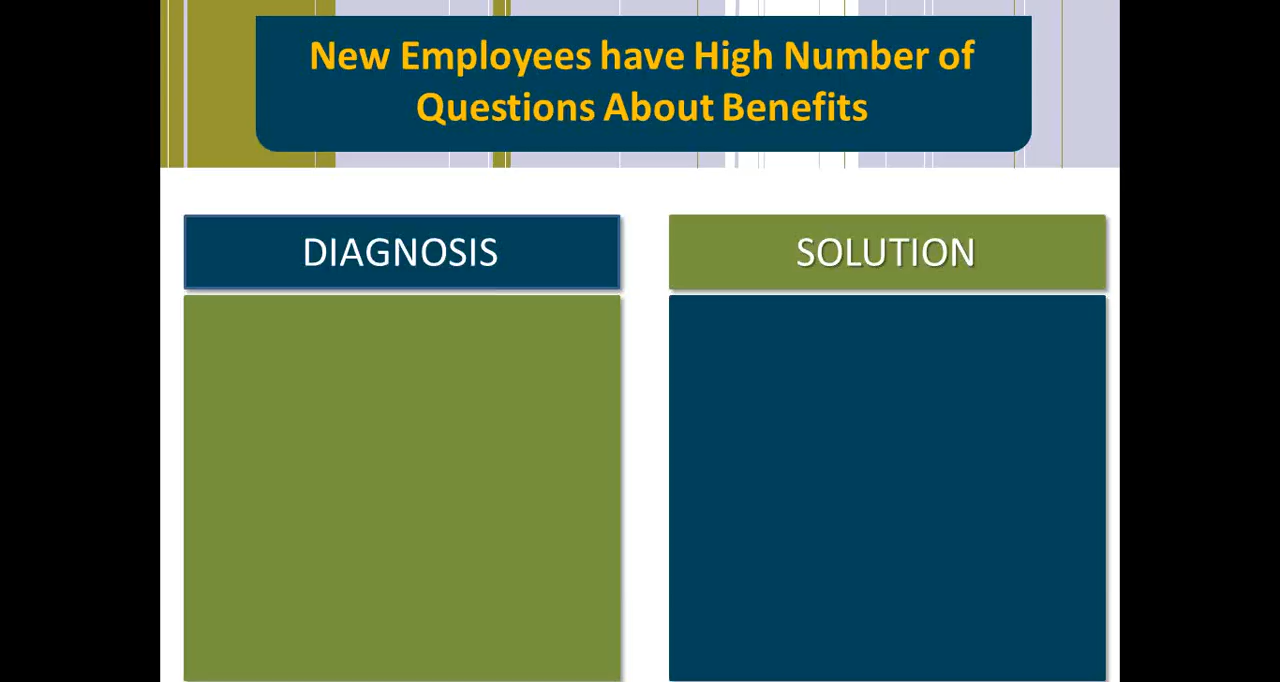 New Employees have High Number of
Questions About Benefits
DIAGNOSIS
SOLUTION